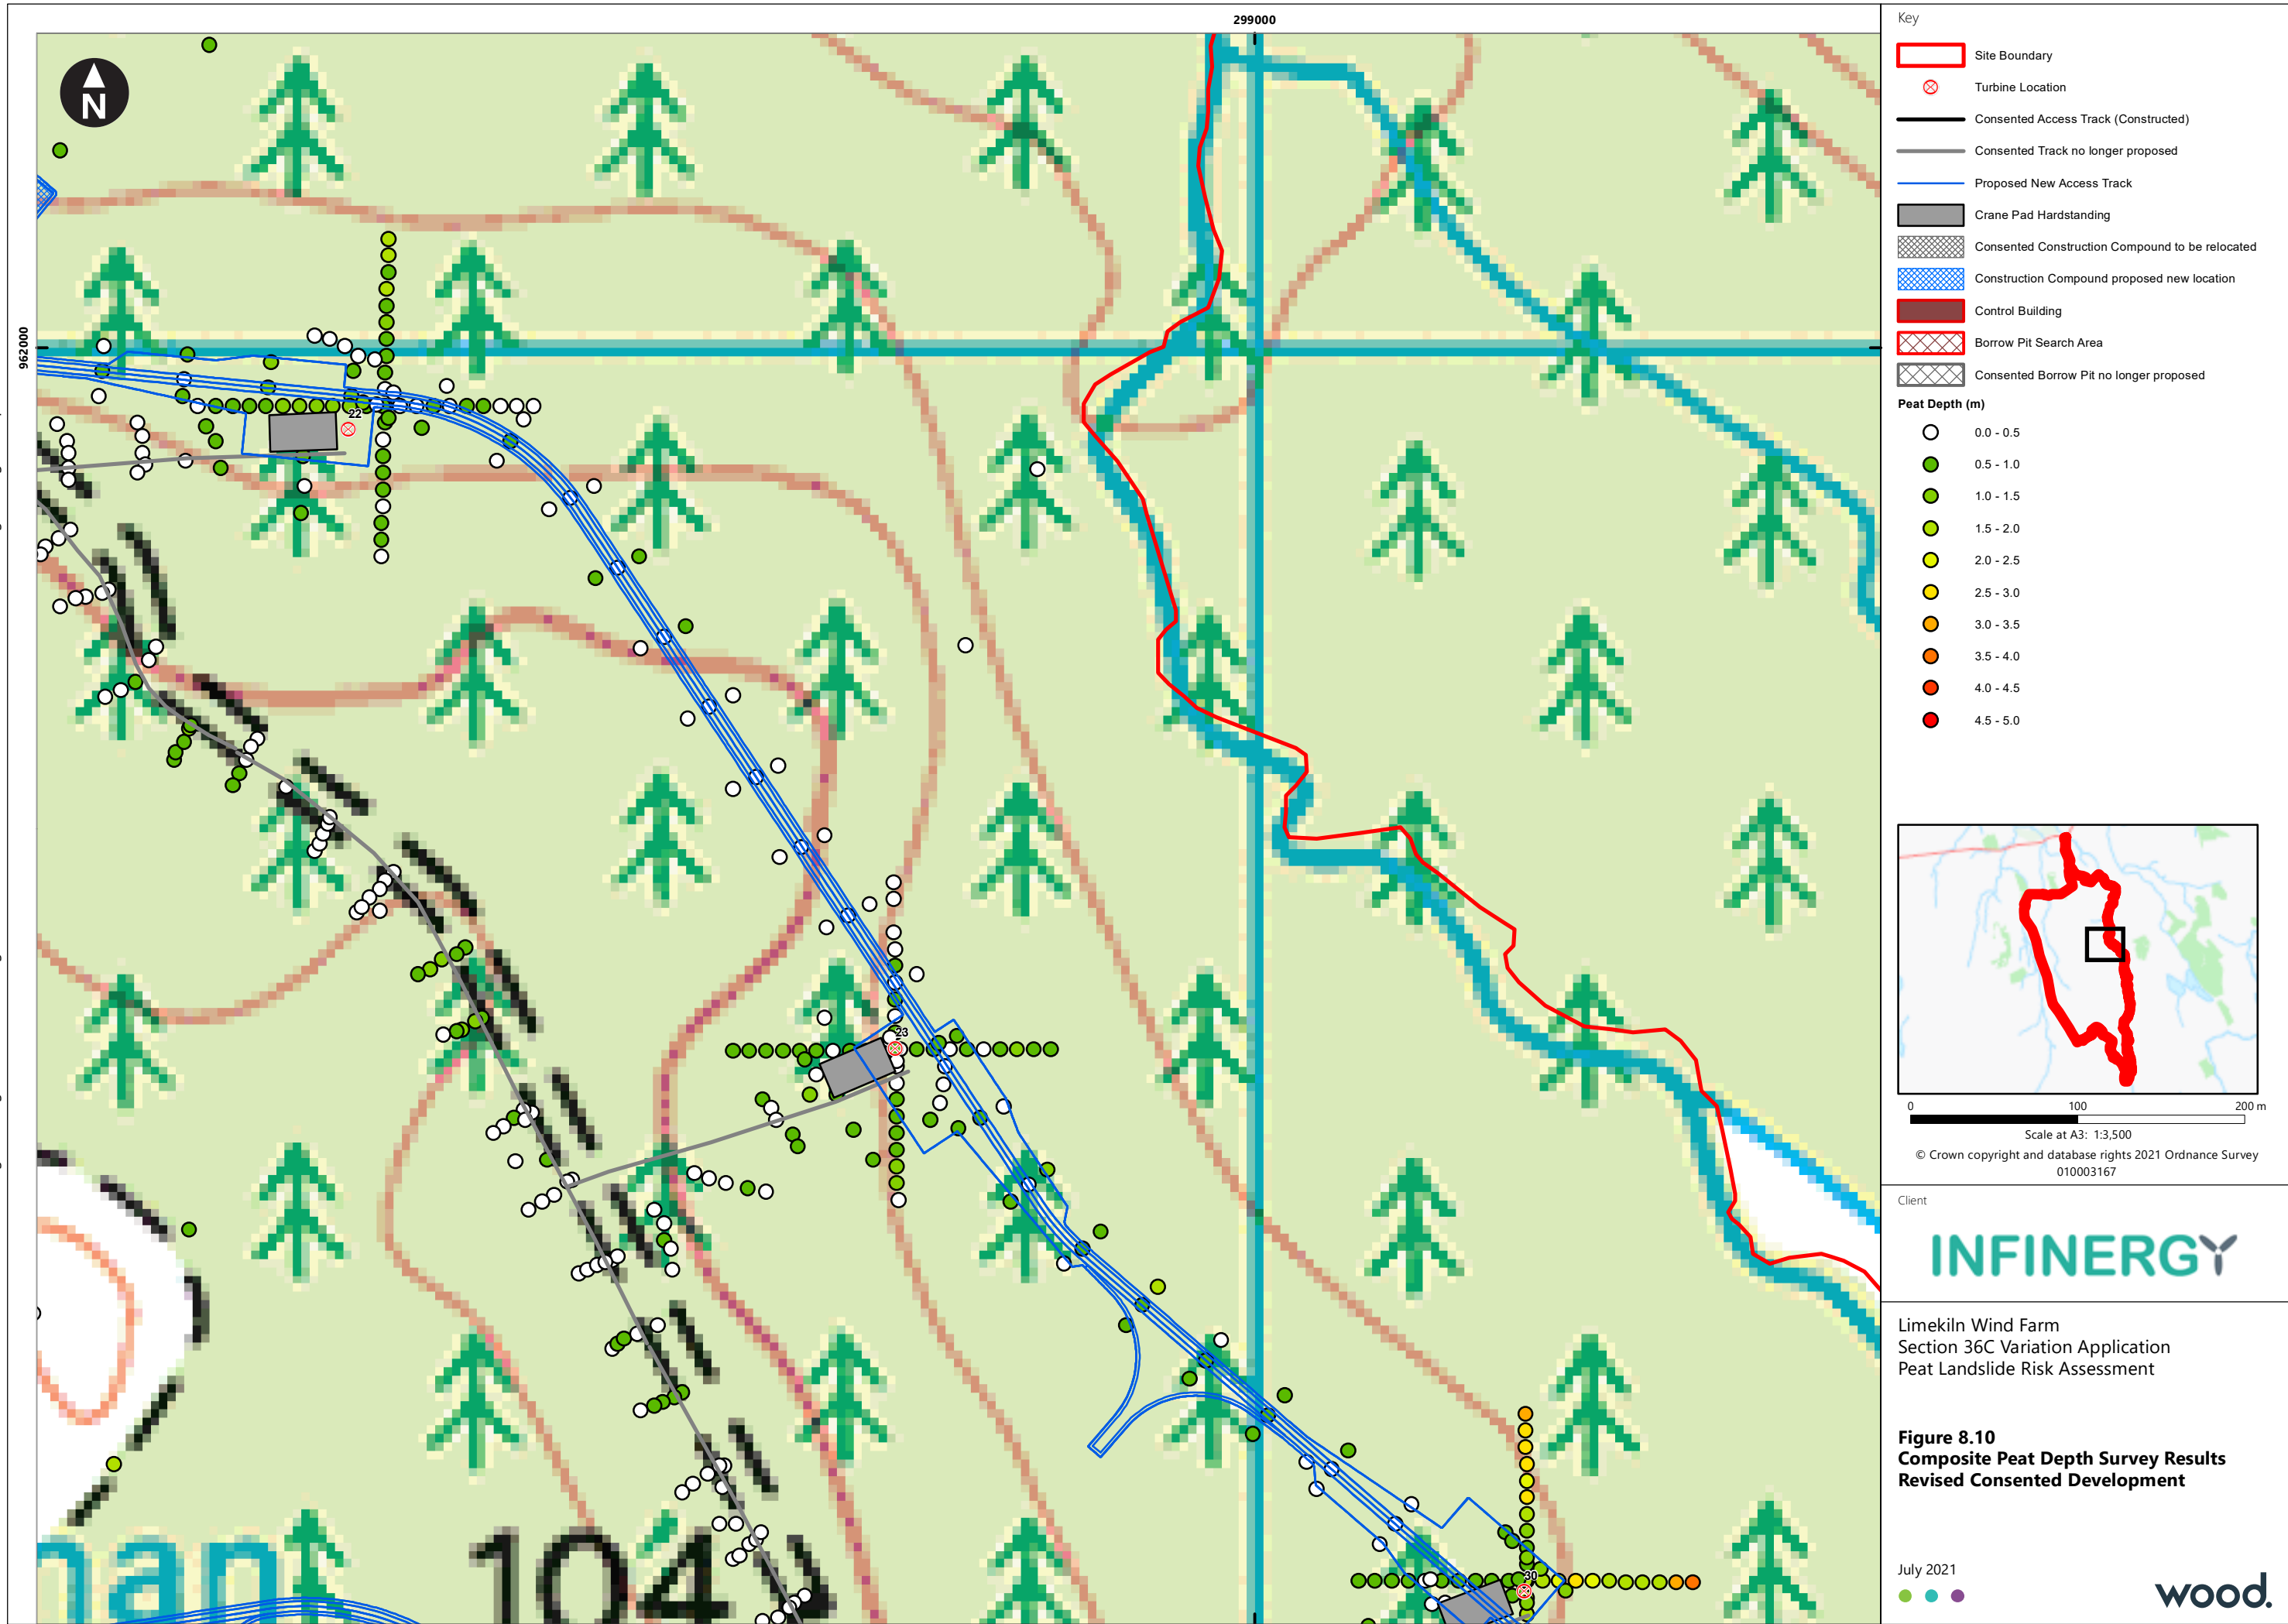 299000
N
962000
22
23
30
nan
104
Key
Site Boundary
Turbine Location
Consented Access Track (Constructed)
Consented Track no longer proposed
Proposed New Access Track
Crane Pad Hardstanding
Consented Construction Compound to be relocated
Construction Compound proposed new location
Control Building
Borrow Pit Search Area
Consented Borrow Pit no longer proposed
Peat Depth (m)
0.0 - 0.5
0.5 - 1.0
1.0 - 1.5
1.5 - 2.0
2.0 - 2.5
2.5 - 3.0
3.0 - 3.5
3.5 - 4.0
4.0 - 4.5
4.5 - 5.0
0 100 200 m
Scale at A3: 1:3,500
© Crown copyright and database rights 2021 Ordnance Survey
010003167
Client
INFINERGY
Limekiln Wind Farm
Section 36C Variation Application
Peat Landslide Risk Assessment
Figure 8.10
Composite Peat Depth Survey Results
Revised Consented Development
July 2021
wood.